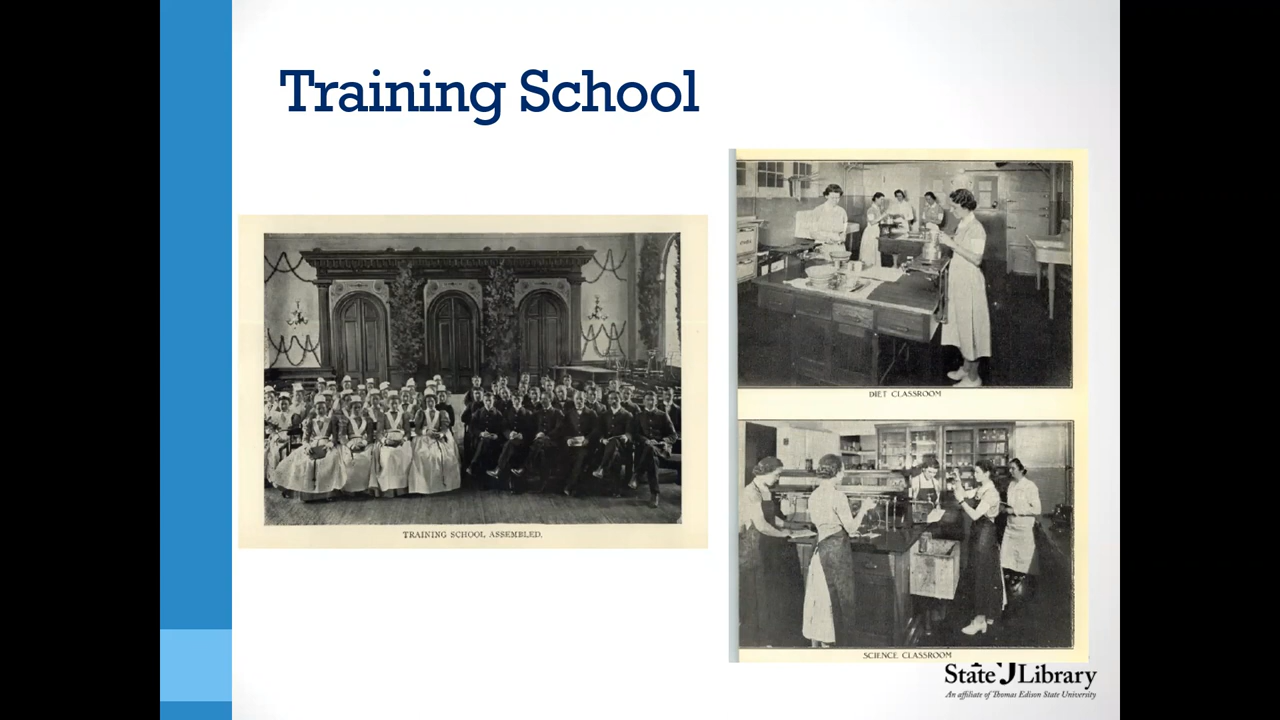 Training School
TRAINING SCHOOL ASSEMBLED.
DIET CLASSROOM
SCIENCE CLASSROOM
State Library
An affiliate of Thomas Edison State University